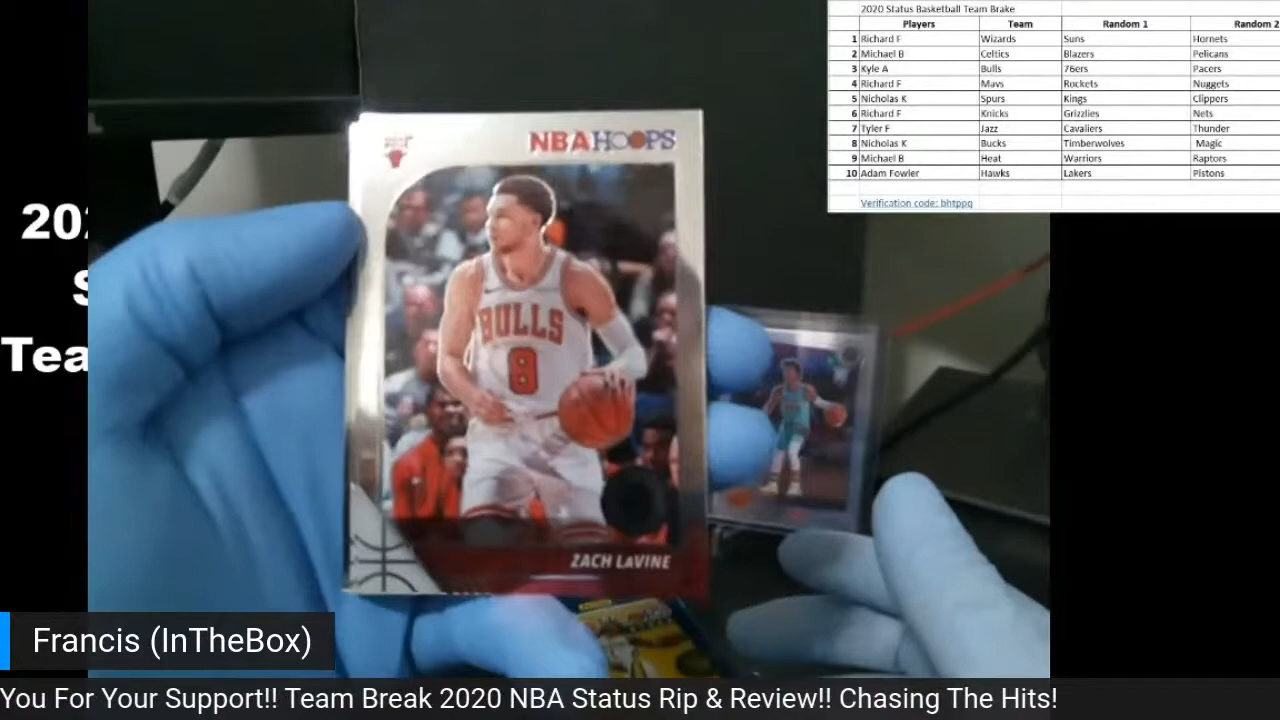 2020 Status Basketball Team Brake
Players Team Random 1 Random 2
1 Richard F Wizards Suns Hornets
2 Michael B Celtics Blazers Pelicans
3 Kyle A Bulls 76ers Pacers
4 Richard F Mavs Rockets Nuggets
5 Nicholas K Spurs Kings Clippers
6 Richard F Knicks Grizzlies Nets
7 Tyler F Jazz Cavaliers Thunder
8 Nicholas K Bucks Timberwolves Magic
9 Michael B Heat Warriors Raptors
10 Adam Fowler Hawks Lakers Pistons
Verification code: bhtppq
NBA HOOPS
BULLS
8
ZACH LaVINE
202
S
Tea
Francis (InTheBox)
You For Your Support!! Team Break 2020 NBA Status Rip & Review!! Chasing The Hits!